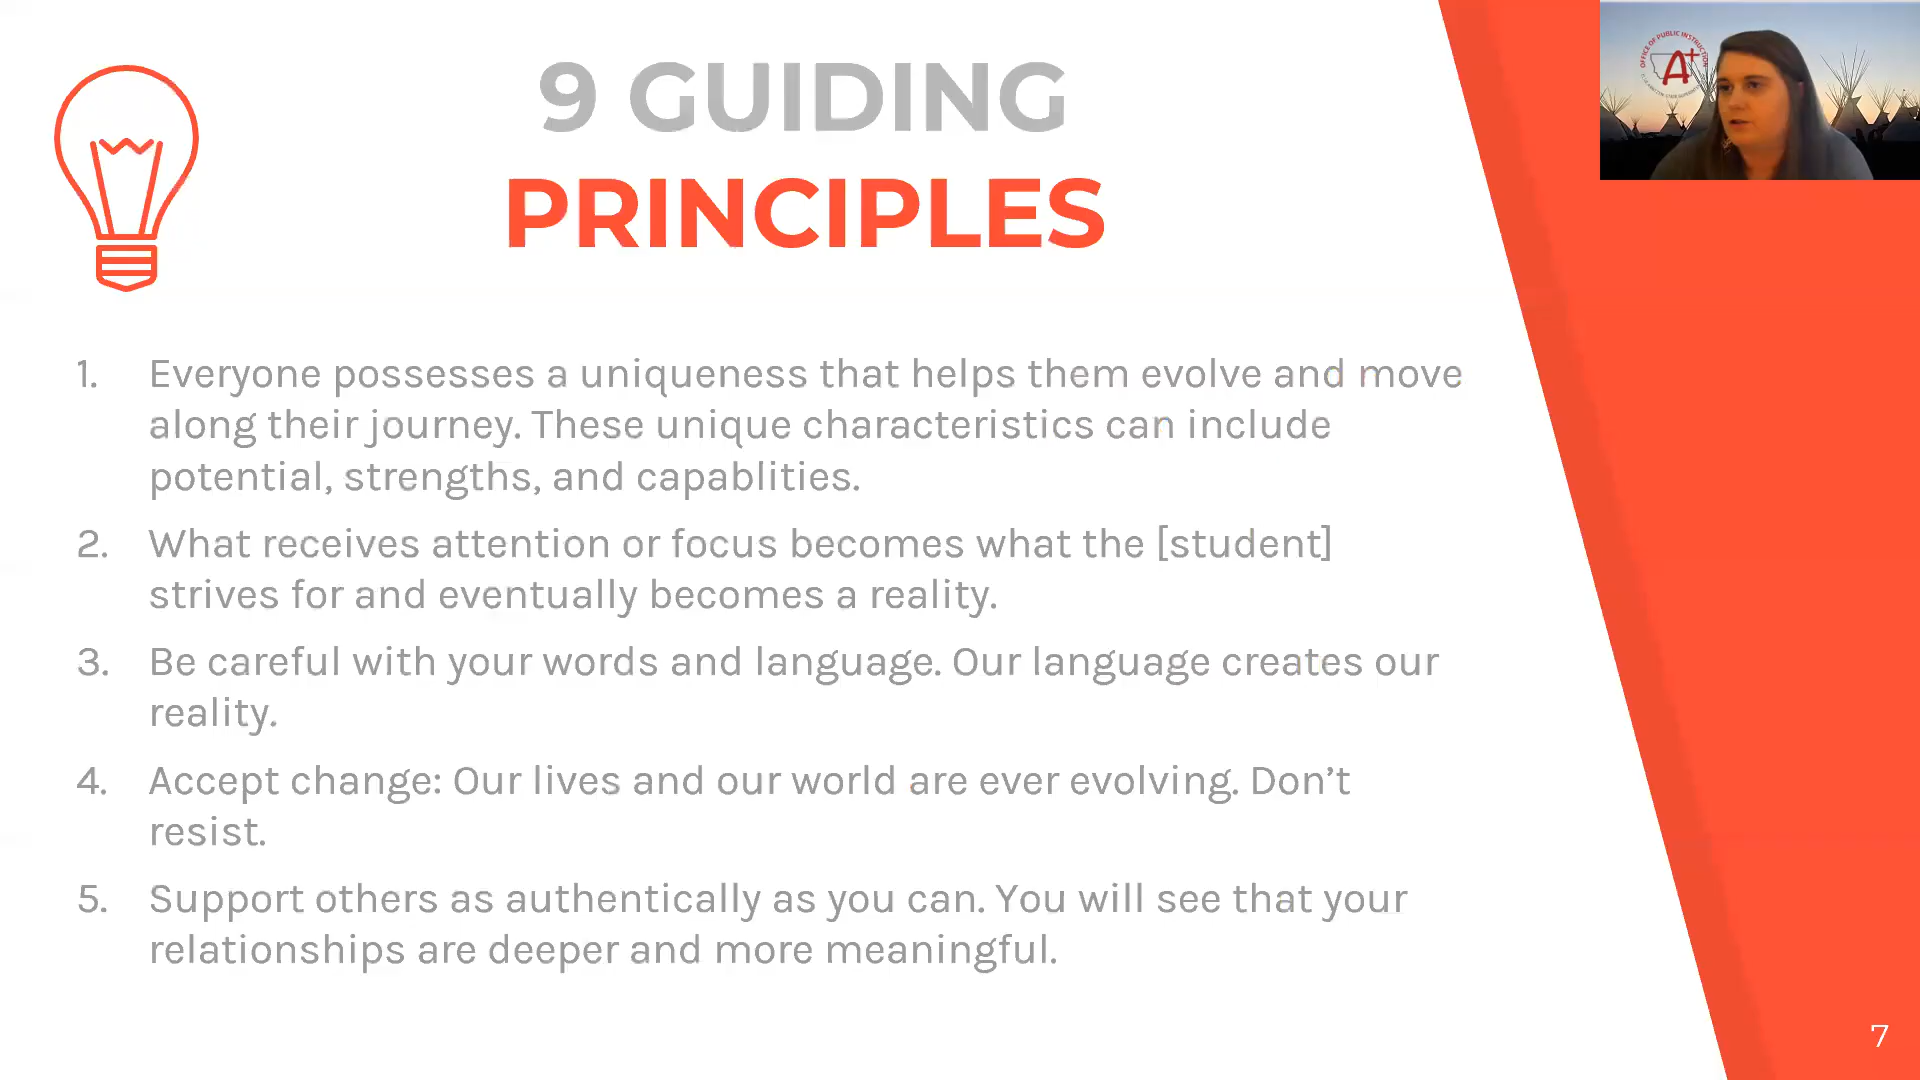 9 GUIDING
PRINCIPLES
1. Everyone possesses a uniqueness that helps them evolve and move
along their journey. These unique characteristics can include
potential, strengths, and capablities.
2. What receives attention or focus becomes what the [student]
strives for and eventually becomes a reality.
3. Be careful with your words and language. Our language creates our
reality.
4. Accept change: Our lives and our world are ever evolving. Don’t
resist.
5. Support others as authentically as you can. You will see that your
relationships are deeper and more meaningful.
OFFICE OF PUBLIC INSTRUCTION
A+
7